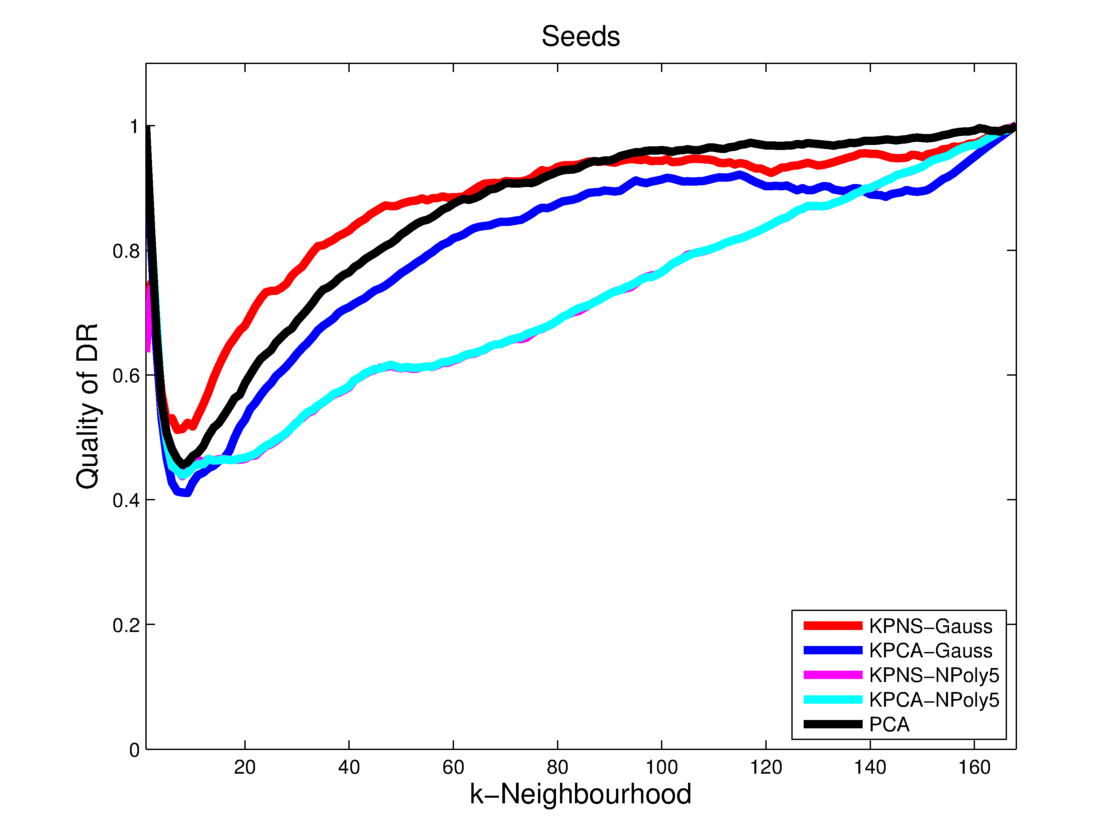 Seeds
Quality of DR
1
0.8
0.6
0.4
0.2
0
20 40 60 80 100 120 140 160
k−Neighbourhood
KPNS−Gauss
KPCA−Gauss
KPNS−NPoly5
KPCA−NPoly5
PCA